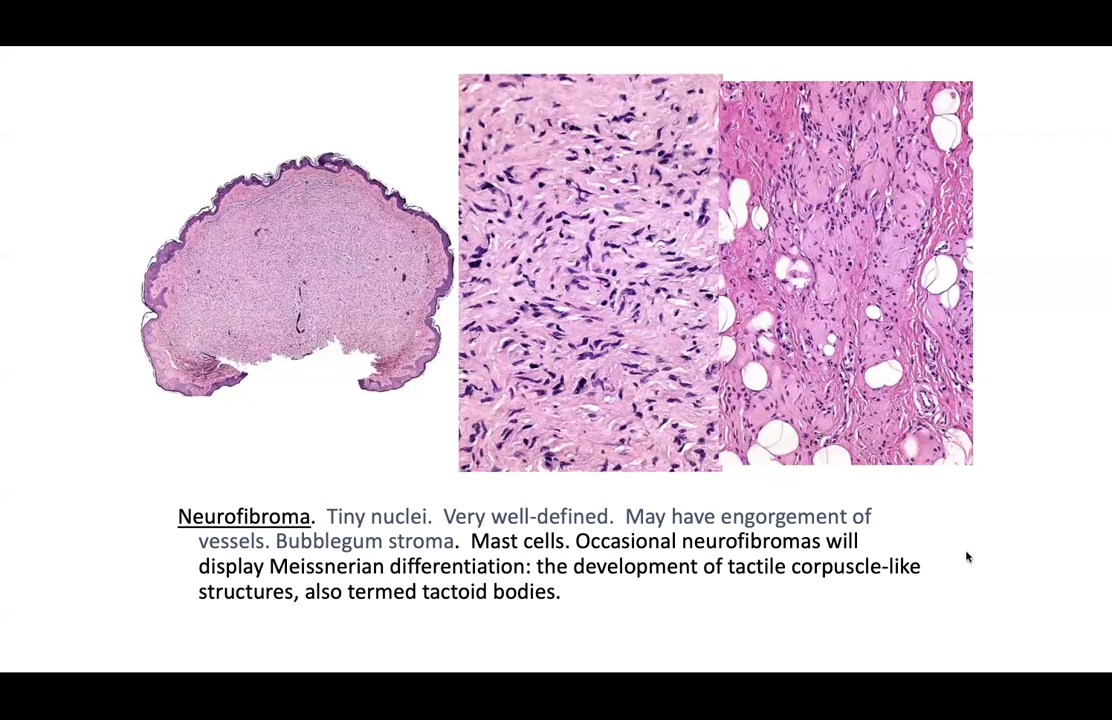 Neurofibroma. Tiny nuclei. Very well-defined. May have engorgement of
vessels. Bubblegum stroma. Mast cells. Occasional neurofibromas will
display Meissnerian differentiation: the development of tactile corpuscle-like
structures, also termed tactoid bodies.